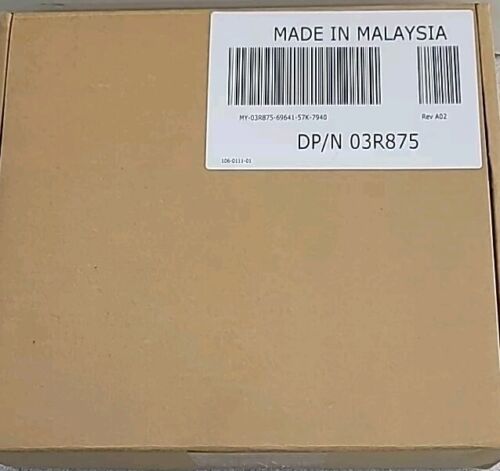 MADE IN MALAYSIA
MY-03R875-69641-57K-7940 Rev A02
DP/N 03R875
106-0111-01